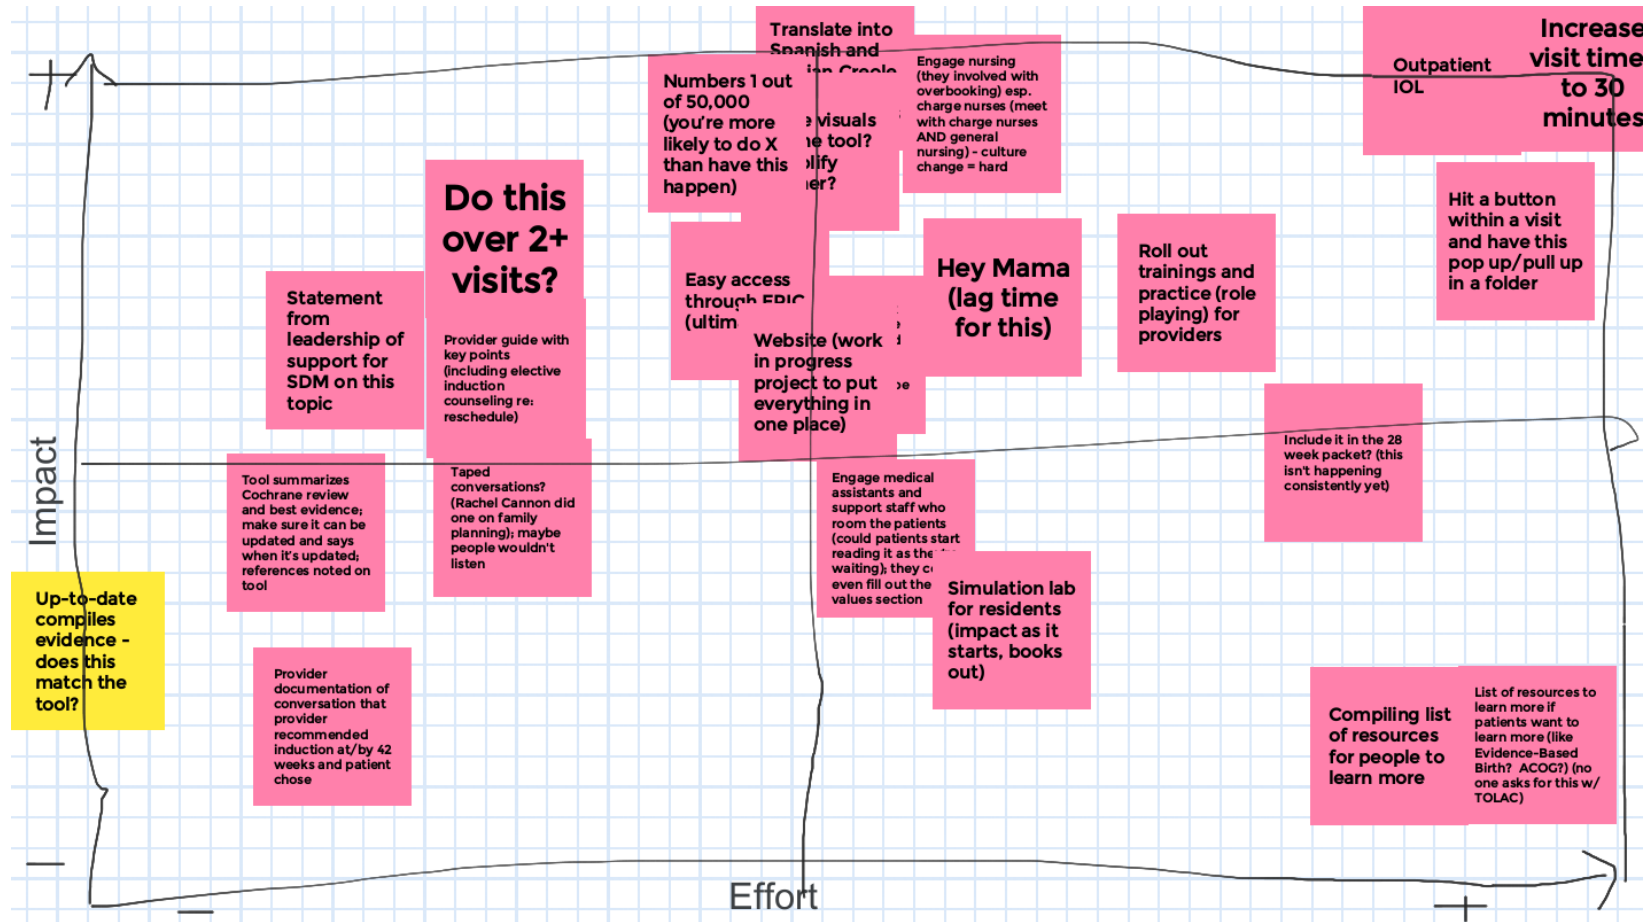 Translate into
Spanish and
Creole
Numbers 1 out
of 50,000
(you're more
likely to do X
than have this
happen)
visuals
tool?
Engage nursing
(they involved with
overbooking) esp.
charge nurses (meet
with charge nurses
AND general
nursing) - culture
change = hard
Outpatient
IOL
Increase
visit time
to 30
minutes
Do this
over 2+
visits?
Hit a button
within a visit
and have this
pop up/pull up
in a folder
Easy access
through EPIC
Hey Mama
(lag time
for this)
Roll out
trainings and
practice (role
playing) for
providers
Statement
from
leadership of
support for
SDM on this
topic
Provider guide with
key points
(including elective
induction
counseling re:
reschedule)
Website (work
in progress
project to put
everything in
one place)
Include it in the 28
week packet? (this
isn't happening
consistently yet)
Impact
Tool summarizes
Cochrane review
and best evidence;
make sure it can be
updated and says
when it's updated;
references noted on
tool
Taped
conversations?
(Rachel Cannon did
one on family
planning); maybe
people wouldn't
listen
Engage medical
assistants and
support staff who
room the patients
(could patients start
reading it as
waiting); they
even fill out the
values section
Simulation lab
for residents
(impact as it
starts, books
out)
Up-to-date
compiles
evidence -
does this
match the
tool?
Provider
documentation of
conversation that
provider
recommended
induction at/by 42
weeks and patient
chose
Compiling list
of resources
for people to
learn more
List of resources to
learn more if
patients want to
learn more (like
Evidence-Based
Birth? ACOG?) (no
one asks for this w/
TOLAC)
Effort